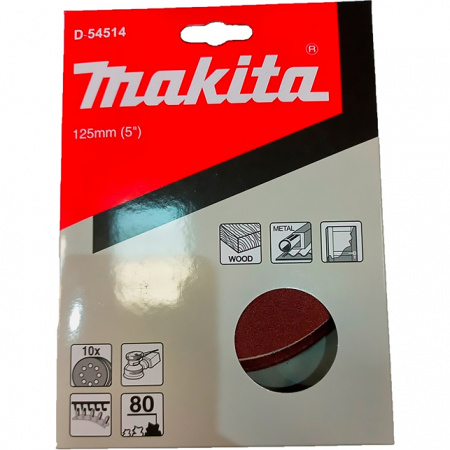 D-54514
makita®
125mm (5")
WOOD
METAL
10x
80